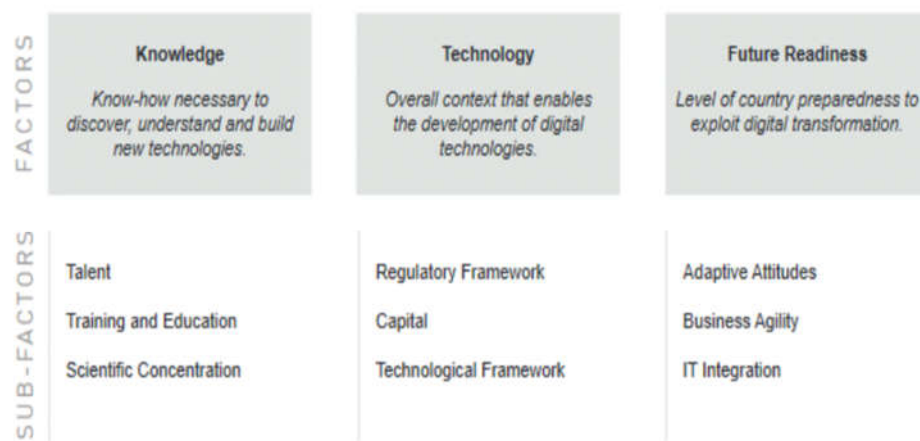 FACTORS
Knowledge
Know-how necessary to
discover, understand and build
new technologies.
Technology
Overall context that enables
the development of digital
technologies.
Future Readiness
Level of country preparedness to
exploit digital transformation.
SUB-FACTORS
Talent
Training and Education
Scientific Concentration
Regulatory Framework
Capital
Technological Framework
Adaptive Attitudes
Business Agility
IT Integration